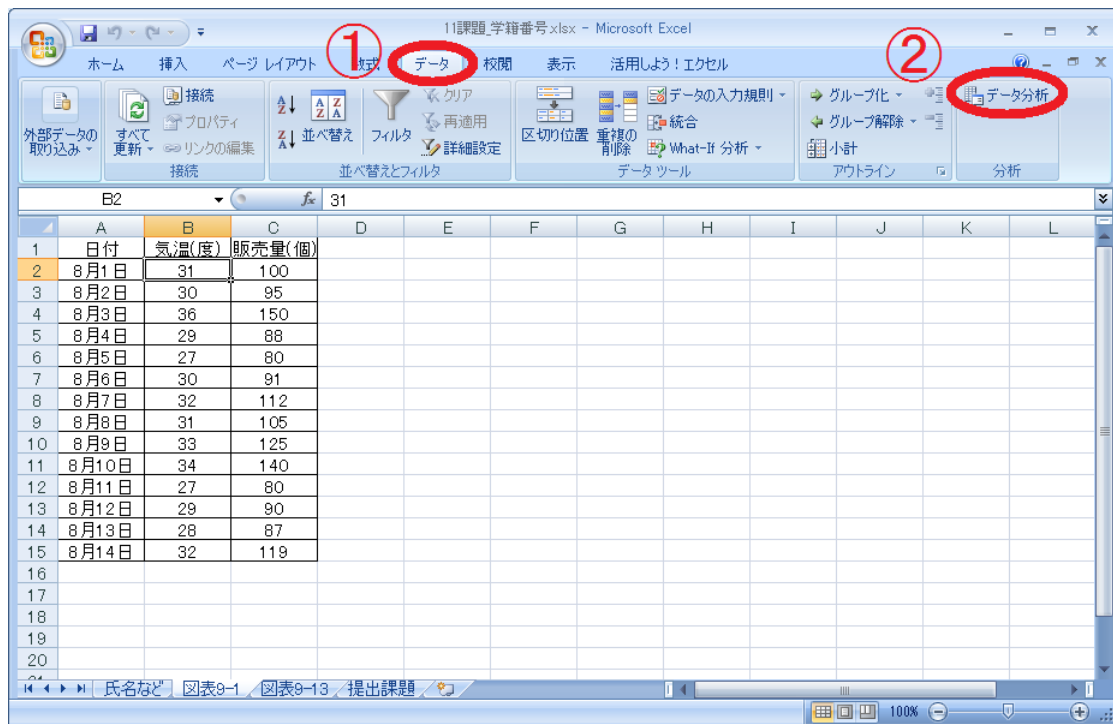 11課題_学籍番号.xlsx - Microsoft Excel
① ②
ホーム 挿入 ページ レイアウト 数式 データ 校閲 表示 活用しよう！エクセル
外部データの取り込み
すべて更新
接続
プロパティ
リンクの編集
接続
並べ替え
フィルタ
クリア
再適用
詳細設定
並べ替えとフィルタ
区切り位置
重複の削除
データの入力規則
統合
What-If 分析
データ ツール
グループ化
グループ解除
小計
アウトライン
データ分析
分析
B2 fx 31
A B C D E F G H I J K L
1 日付 気温(度) 販売量(個)
2 8月1日 31 100
3 8月2日 30 95
4 8月3日 36 150
5 8月4日 29 88
6 8月5日 27 80
7 8月6日 30 91
8 8月7日 32 112
9 8月8日 31 105
10 8月9日 33 125
11 8月10日 34 140
12 8月11日 27 80
13 8月12日 29 90
14 8月13日 28 87
15 8月14日 32 119
16
17
18
19
20
氏名など 図表9-1 図表9-13 提出課題
100%